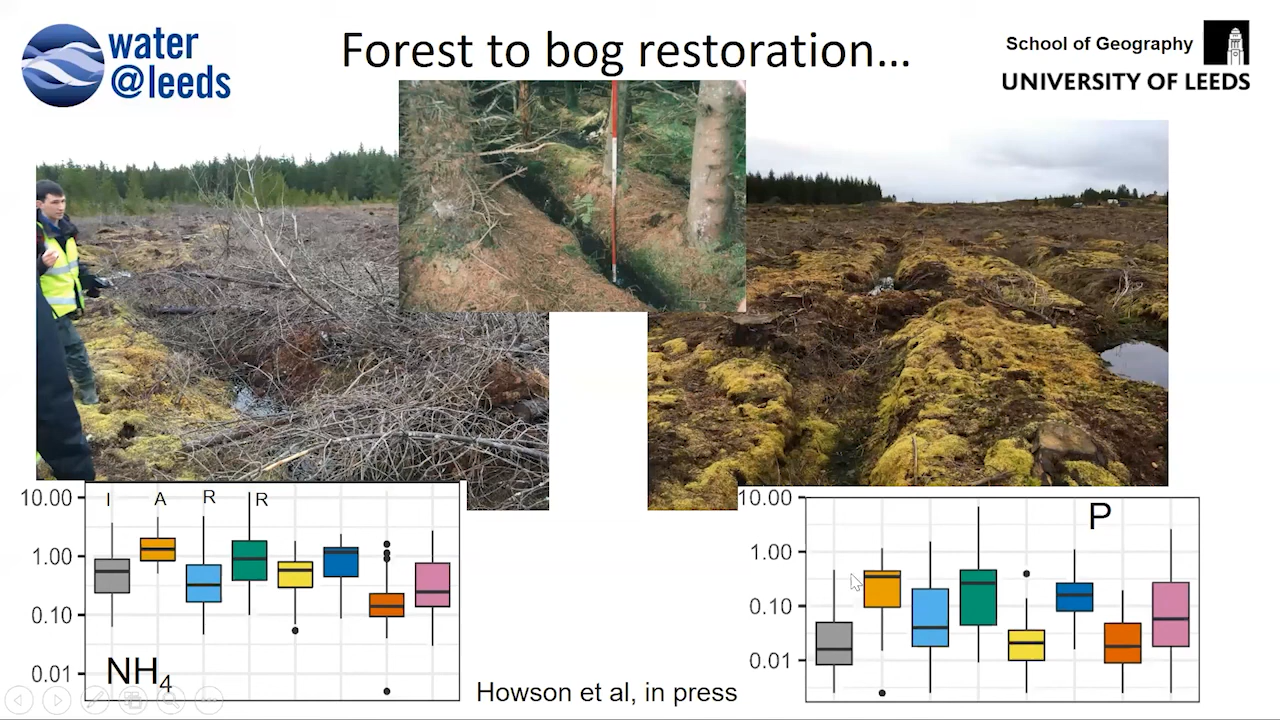 water
@leeds
Forest to bog restoration...
School of Geography
UNIVERSITY OF LEEDS
10.00
1.00
0.10
0.01
I A R R
NH4
10.00
1.00
0.10
0.01
P
Howson et al, in press